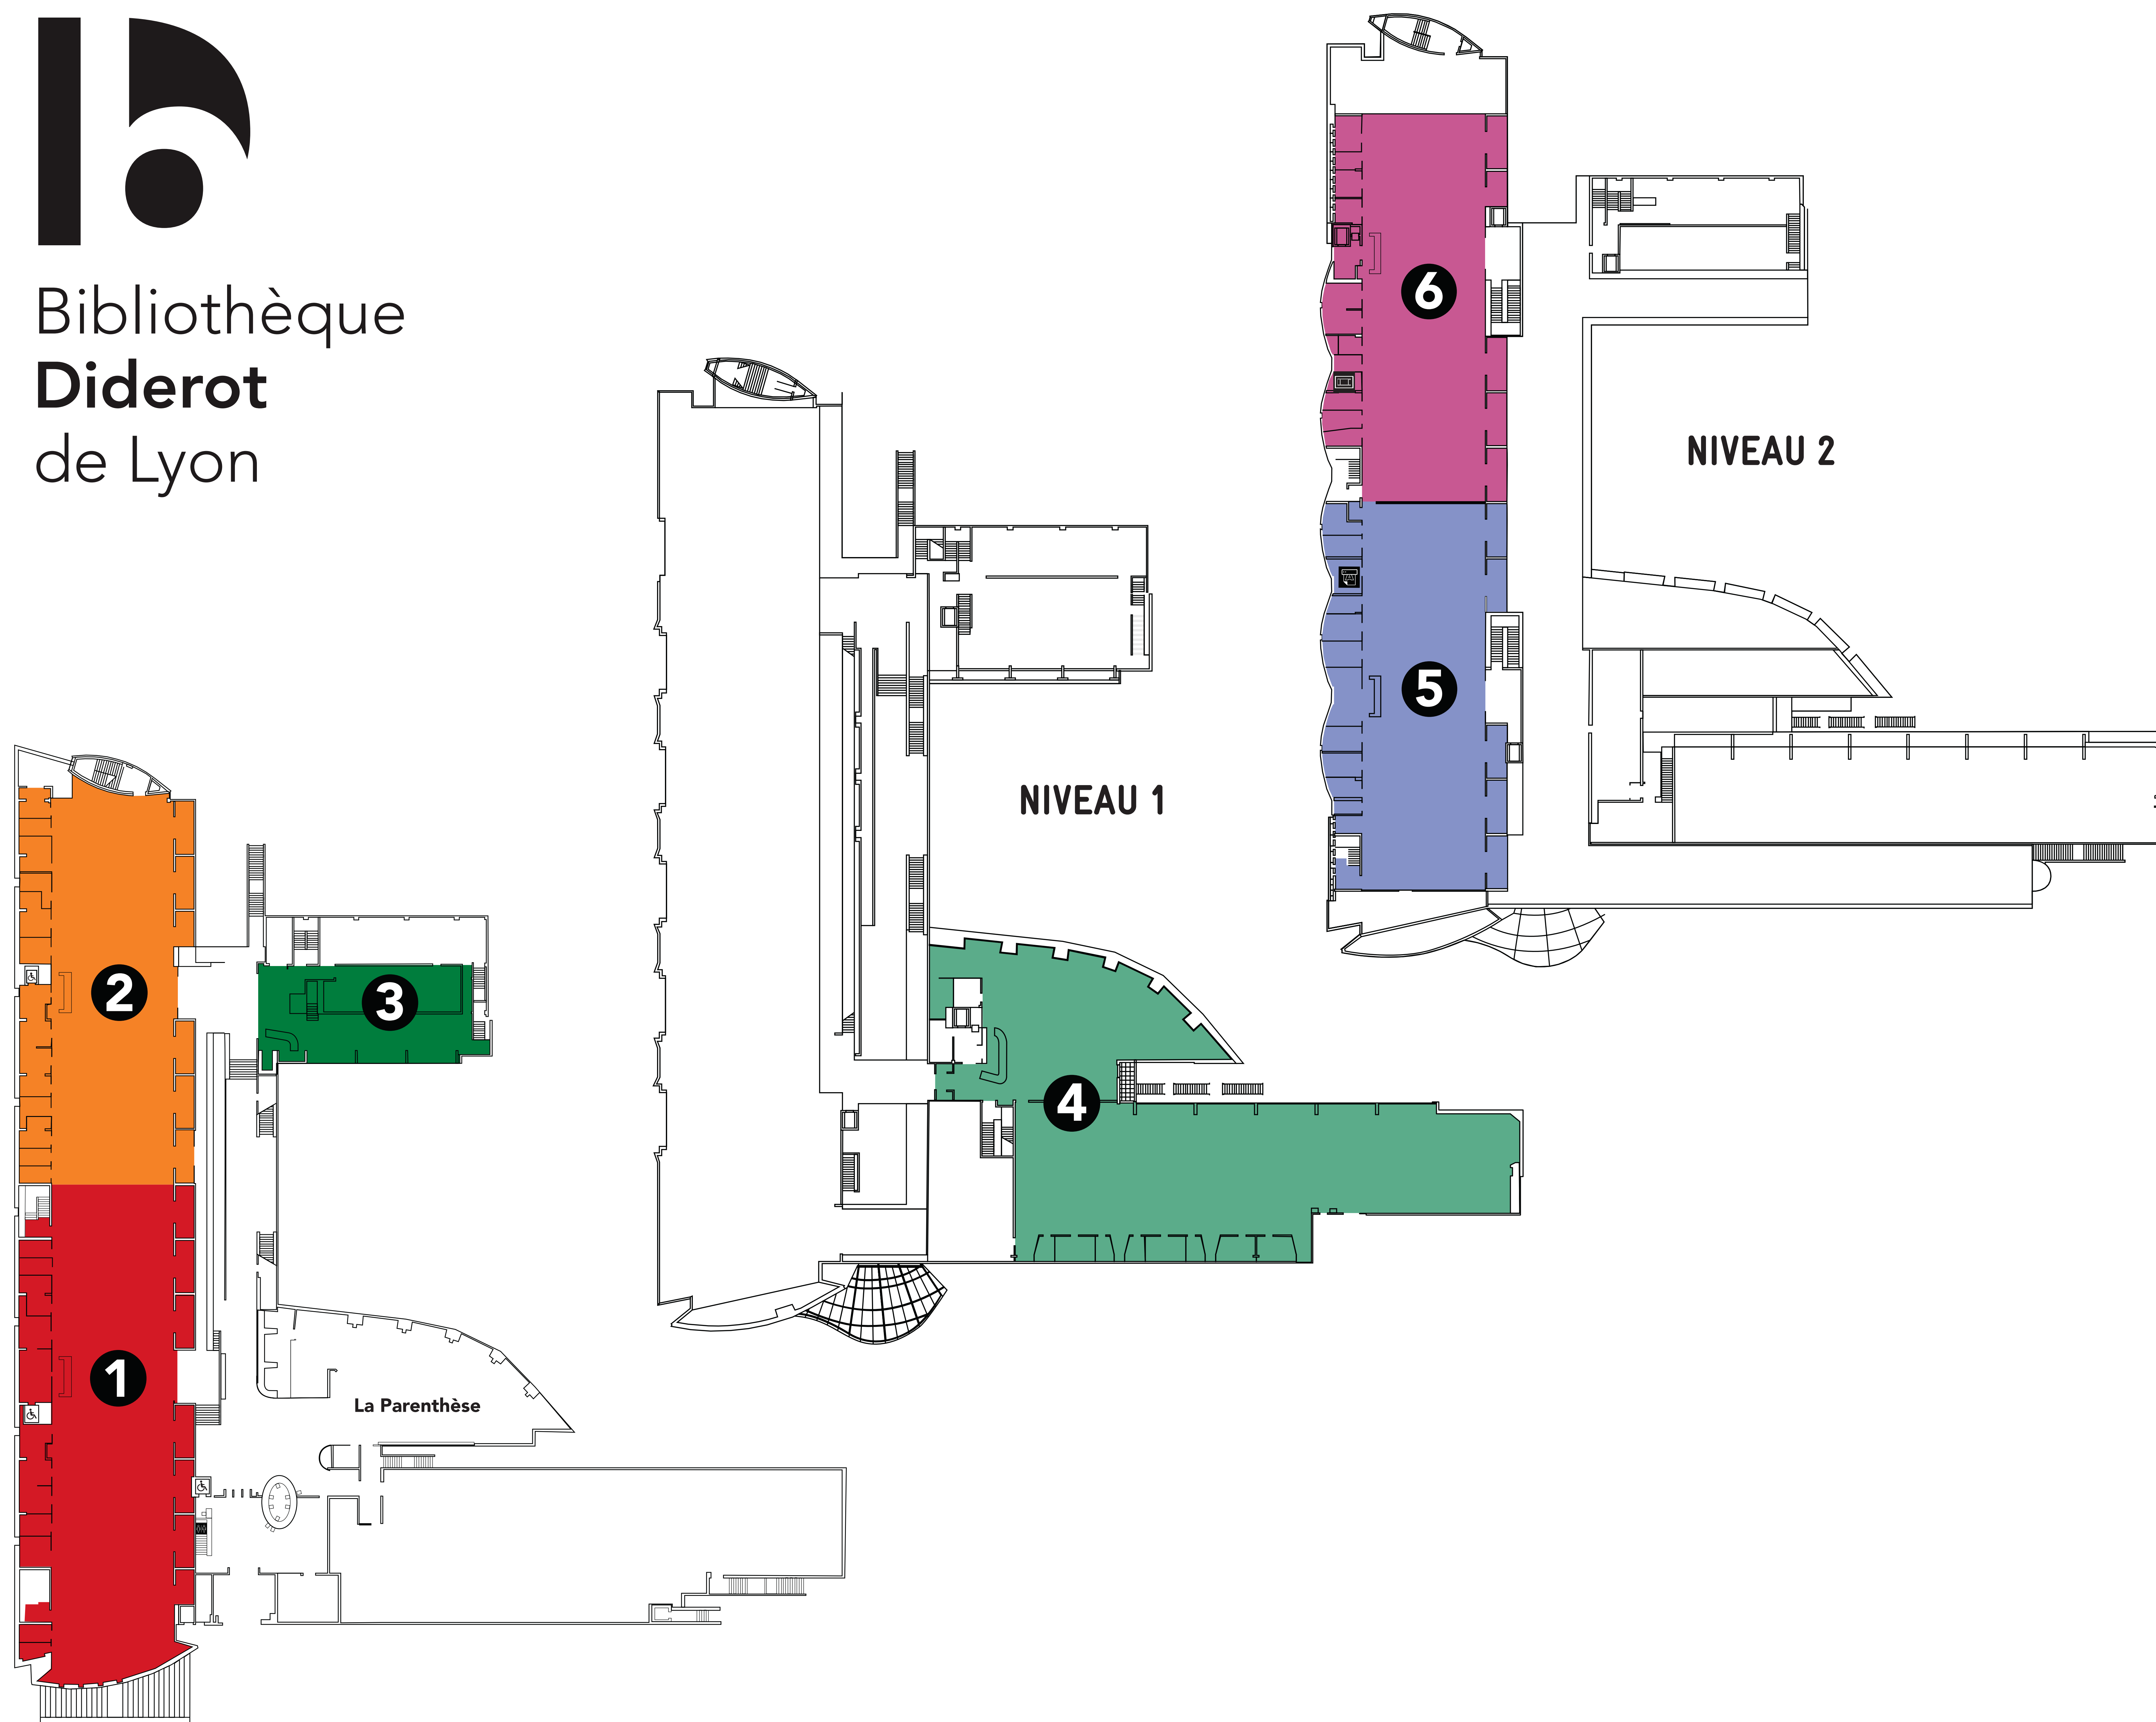 Bibliothèque
Diderot
de Lyon
6
NIVEAU 2
5
NIVEAU 1
4
2
3
1
La Parenthèse